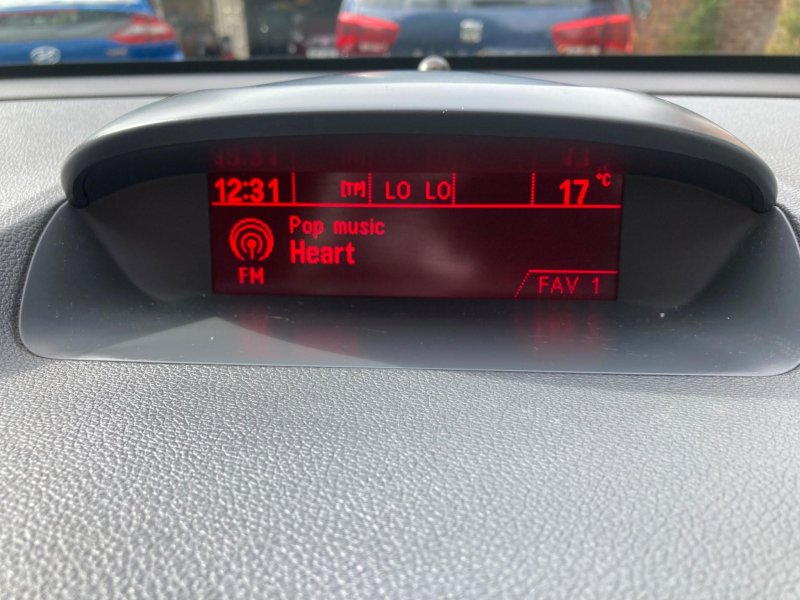 12:31 [TP] LO LO 17 °C
Pop music
Heart
FM
FAV 1